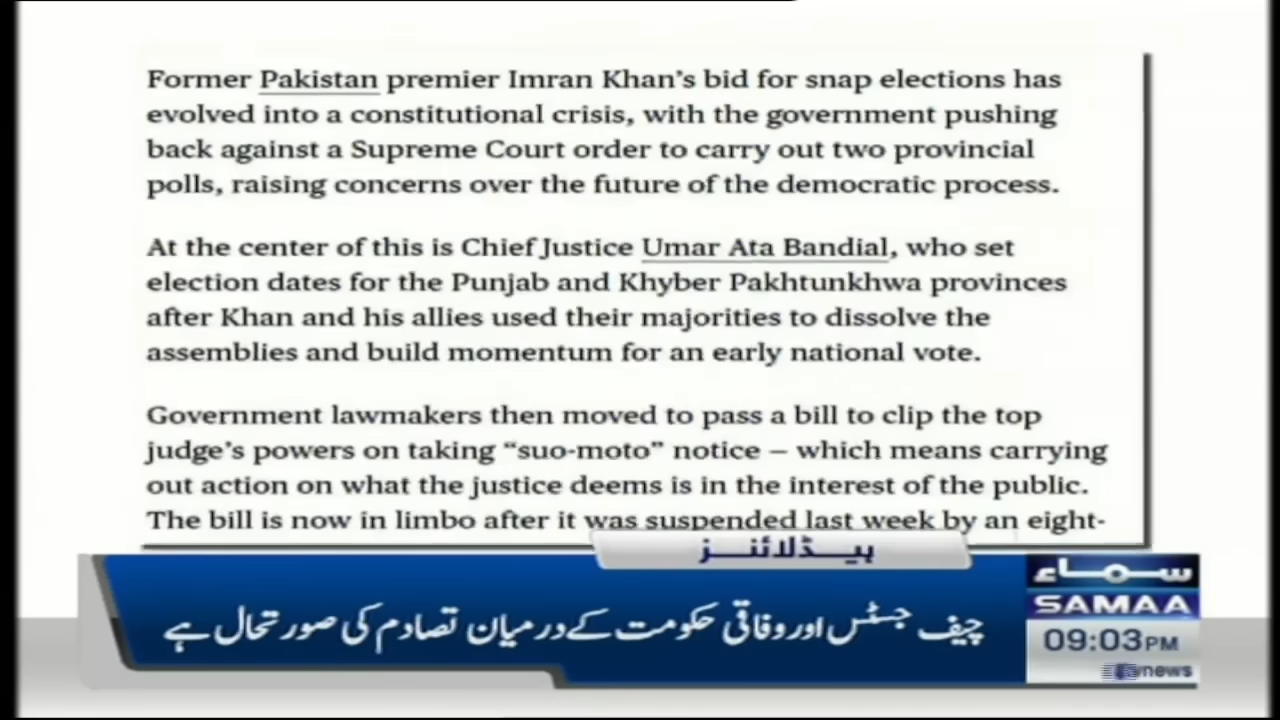 Former Pakistan premier Imran Khan's bid for snap elections has
evolved into a constitutional crisis, with the government pushing
back against a Supreme Court order to carry out two provincial
polls, raising concerns over the future of the democratic process.
At the center of this is Chief Justice Umar Ata Bandial, who set
election dates for the Punjab and Khyber Pakhtunkhwa provinces
after Khan and his allies used their majorities to dissolve the
assemblies and build momentum for an early national vote.
Government lawmakers then moved to pass a bill to clip the top
judge's powers on taking “suo-moto” notice – which means carrying
out action on what the justice deems is in the interest of the public.
The bill is now in limbo after it was suspended last week by an eight-
ہیڈلائنز
چیف جسٹس اور وفاقی حکومت کے درمیان تصادم کی صورتحال ہے
سماء
SAMAA
09:03PM
news